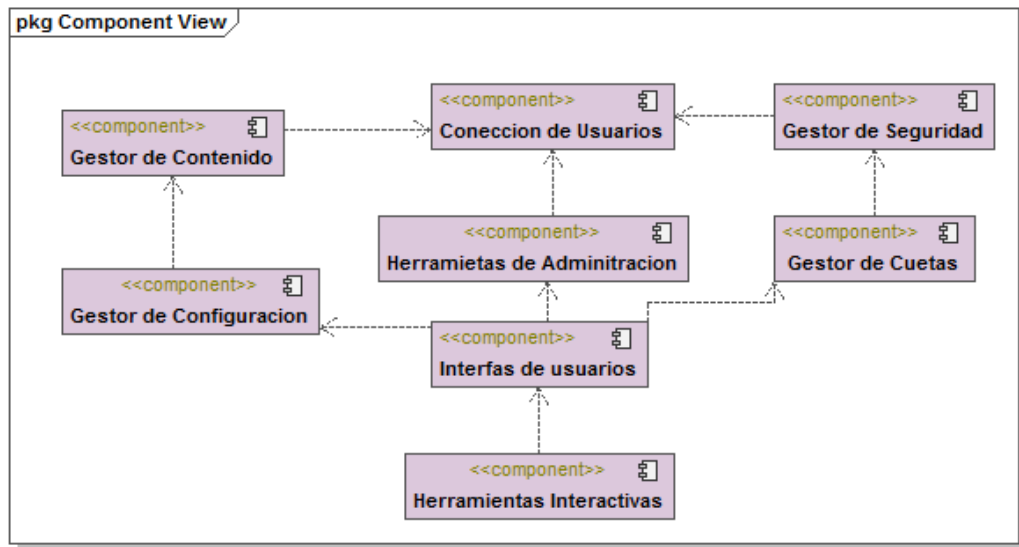 pkg Component View
<<component>>
Coneccion de Usuarios
<<component>>
Gestor de Seguridad
<<component>>
Gestor de Contenido
<<component>>
Herramietas de Adminitracion
<<component>>
Gestor de Cuetas
<<component>>
Gestor de Configuracion
<<component>>
Interfas de usuarios
<<component>>
Herramientas Interactivas